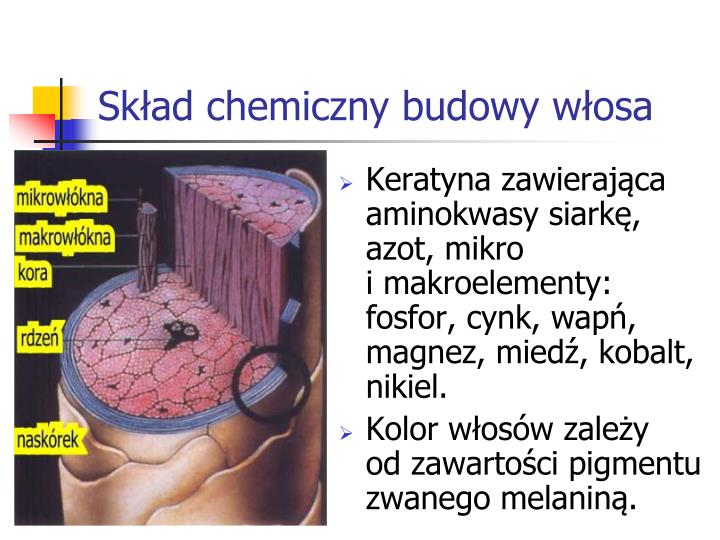 Skład chemiczny budowy włosa
mikrowłókna
makrowłókna
kora
rdzeń
naskórek
Keratyna zawierająca
aminokwasy siarkę,
azot, mikro
i makroelementy:
fosfor, cynk, wapń,
magnez, miedź, kobalt,
nikiel.
Kolor włosów zależy
od zawartości pigmentu
zwanego melaniną.